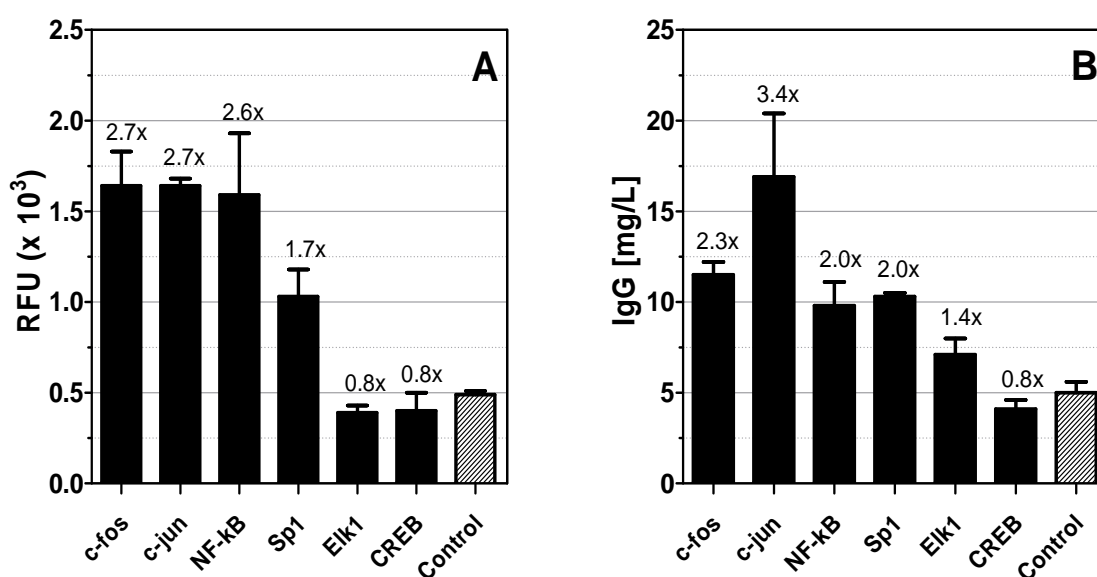 A
RFU (x 10³)
2.5
2.0
1.5
1.0
0.5
0.0
2.7x
2.7x
2.6x
1.7x
0.8x
0.8x
c-fos
c-jun
NF-kB
Sp1
Elk1
CREB
Control
B
IgG [mg/L]
25
20
15
10
5
0
2.3x
3.4x
2.0x
2.0x
1.4x
0.8x
c-fos
c-jun
NF-kB
Sp1
Elk1
CREB
Control